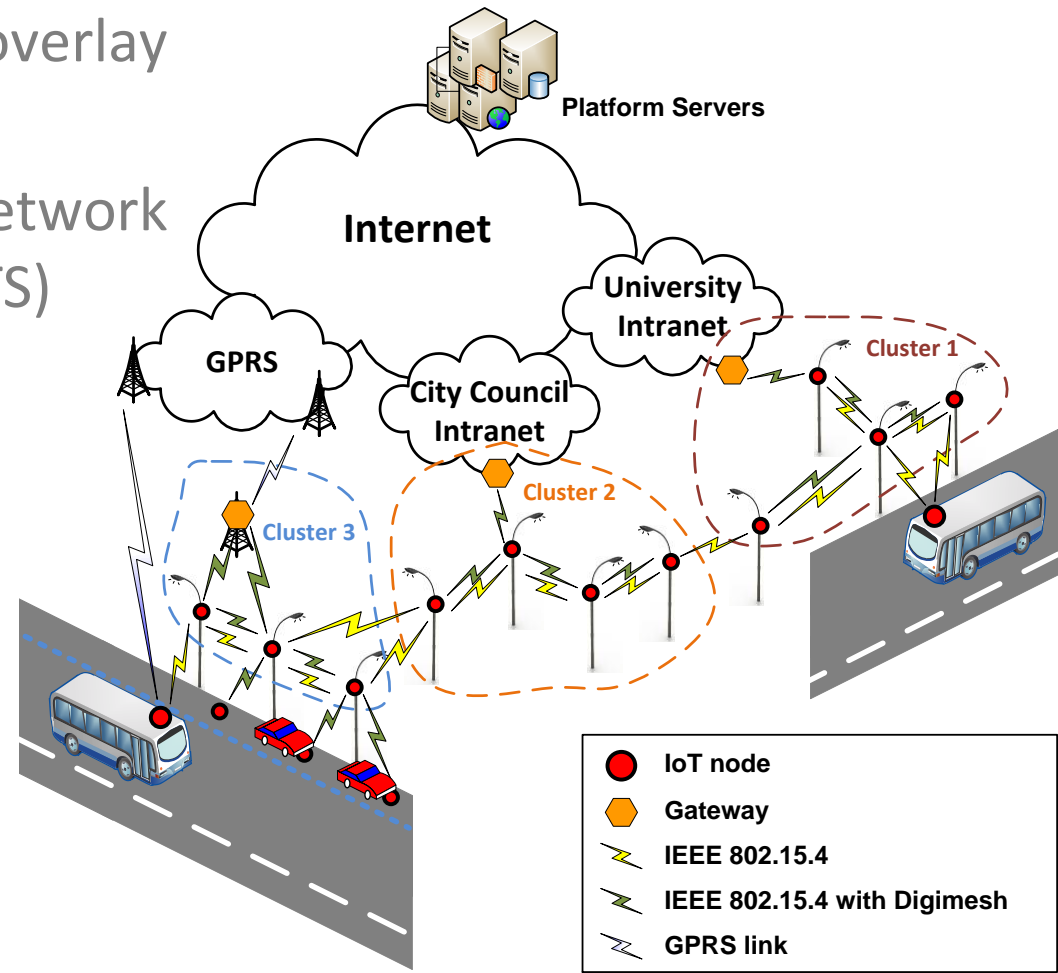 overlay
Platform Servers
Internet
University
Intranet
GPRS
City Council
Intranet
Cluster 1
Cluster 2
Cluster 3
IoT node
Gateway
IEEE 802.15.4
IEEE 802.15.4 with Digimesh
GPRS link